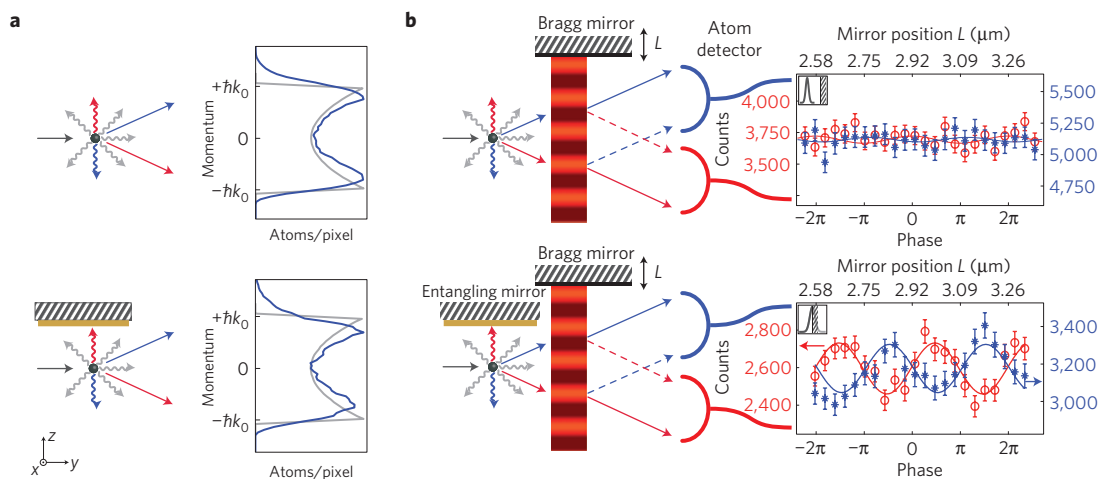 a
+ħk₀
0
−ħk₀
Momentum
Atoms/pixel
+ħk₀
0
−ħk₀
Momentum
Atoms/pixel
z
x
y
b
Bragg mirror
L
Atom
detector
Mirror position L (μm)
2.58 2.75 2.92 3.09 3.26
4,000
3,750
3,500
Counts
5,500
5,250
5,000
4,750
−2π −π 0 π 2π
Phase
Bragg mirror
L
Entangling mirror
Mirror position L (μm)
2.58 2.75 2.92 3.09 3.26
2,800
2,600
2,400
Counts
3,400
3,200
3,000
−2π −π 0 π 2π
Phase